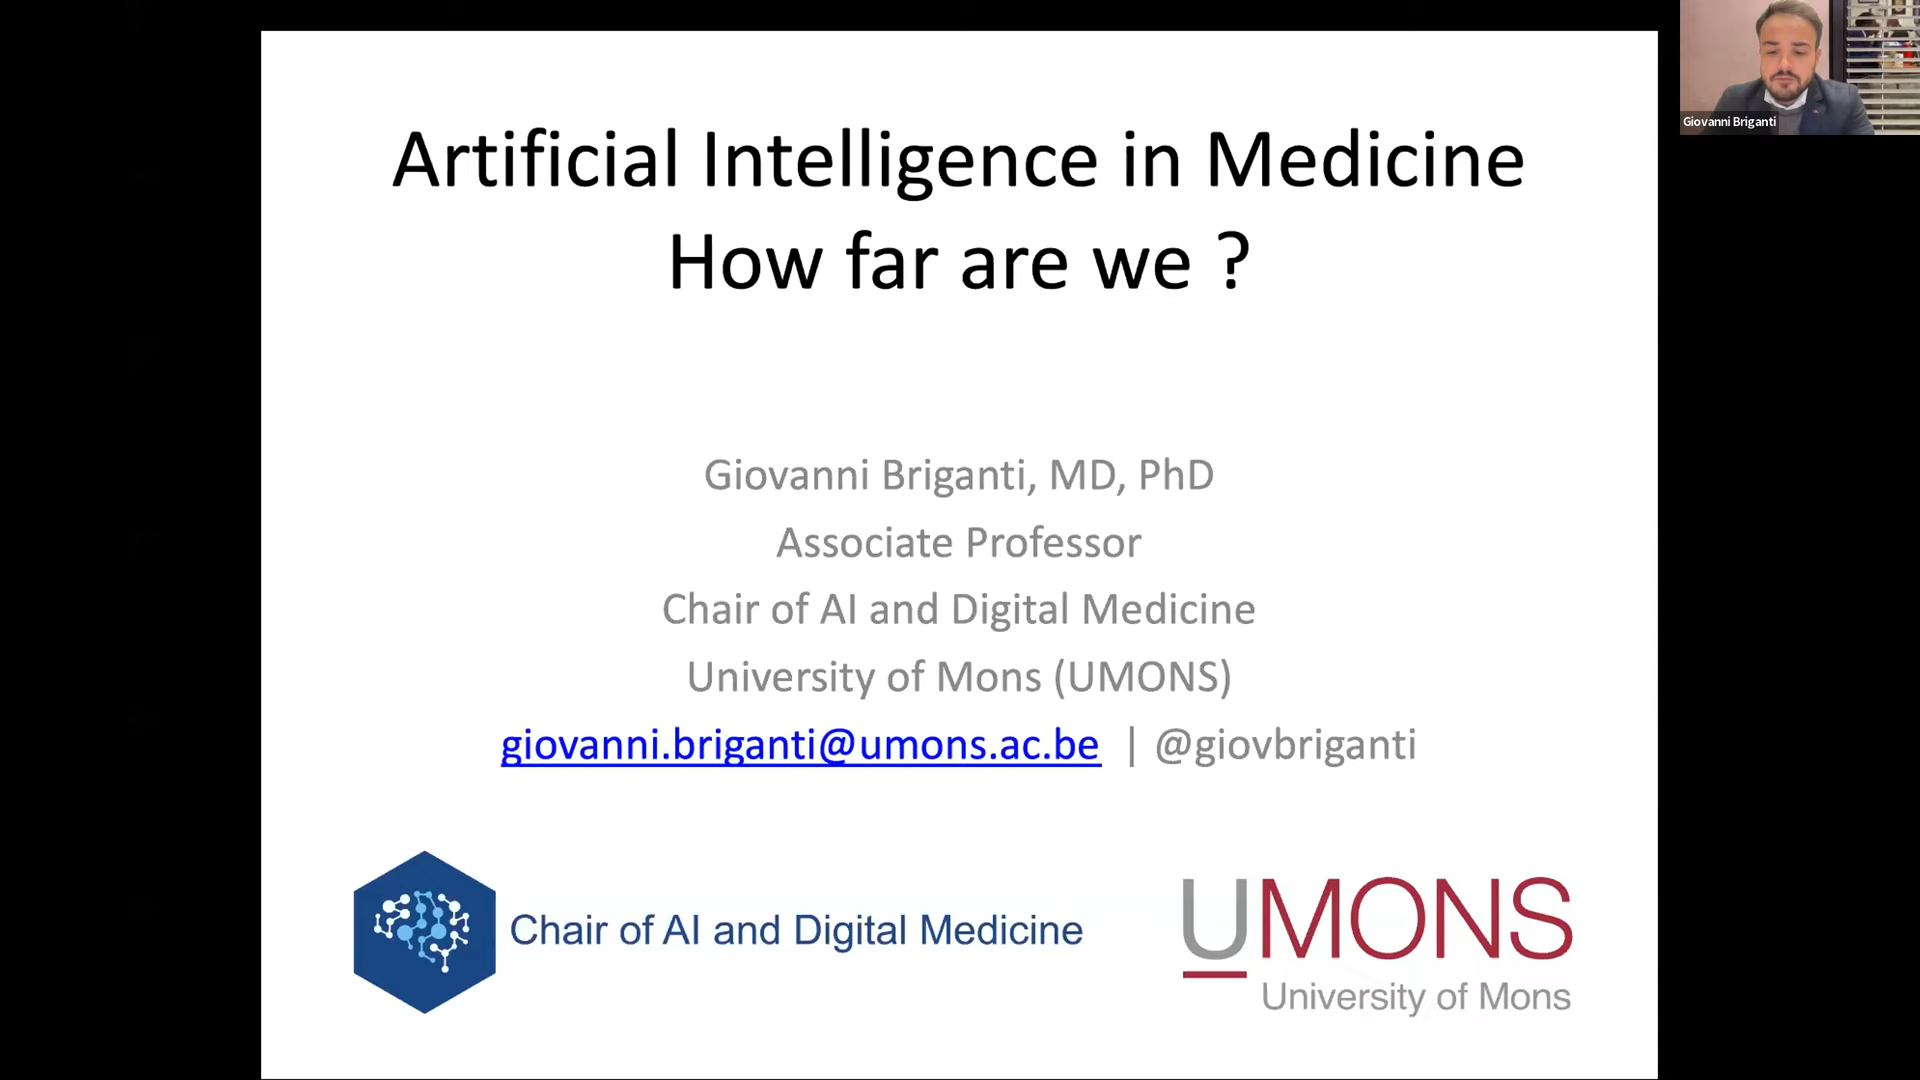 Artificial Intelligence in Medicine
How far are we ?
Giovanni Briganti, MD, PhD
Associate Professor
Chair of AI and Digital Medicine
University of Mons (UMONS)
giovanni.briganti@umons.ac.be | @giovbriganti
Chair of AI and Digital Medicine
UMONS
University of Mons
Giovanni Briganti